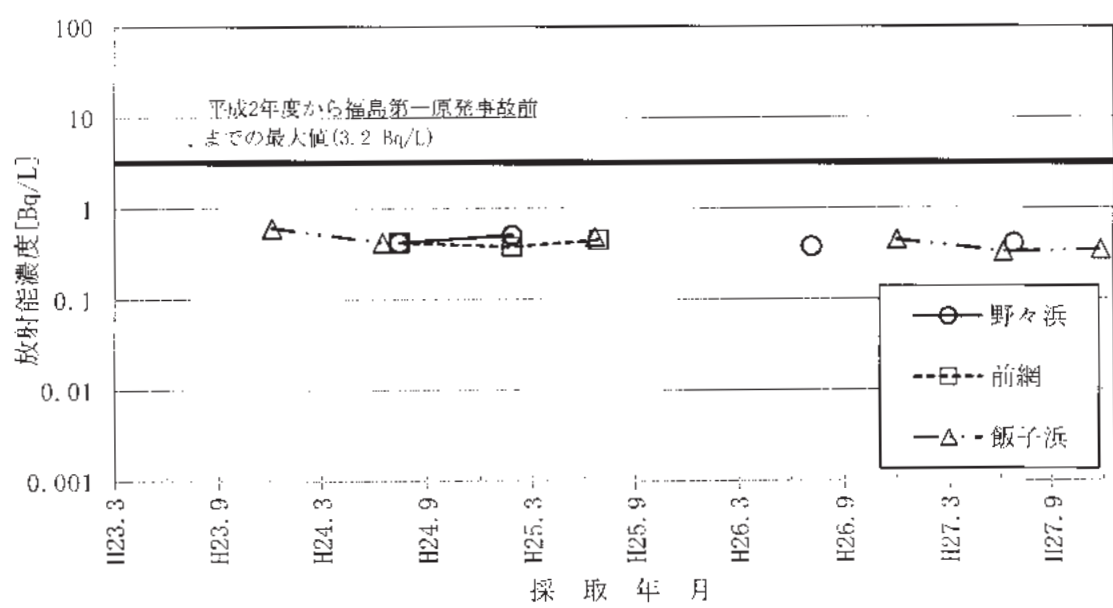 100
10
1
0.1
0.01
0.001
放射能濃度[Bq/L]
平成2年度から福島第一原発事故前
までの最大値(3.2 Bq/L)
野々浜
前網
飯子浜
H23.3
H23.9
H24.3
H24.9
H25.3
H25.9
H26.3
H26.9
H27.3
H27.9
採取年月